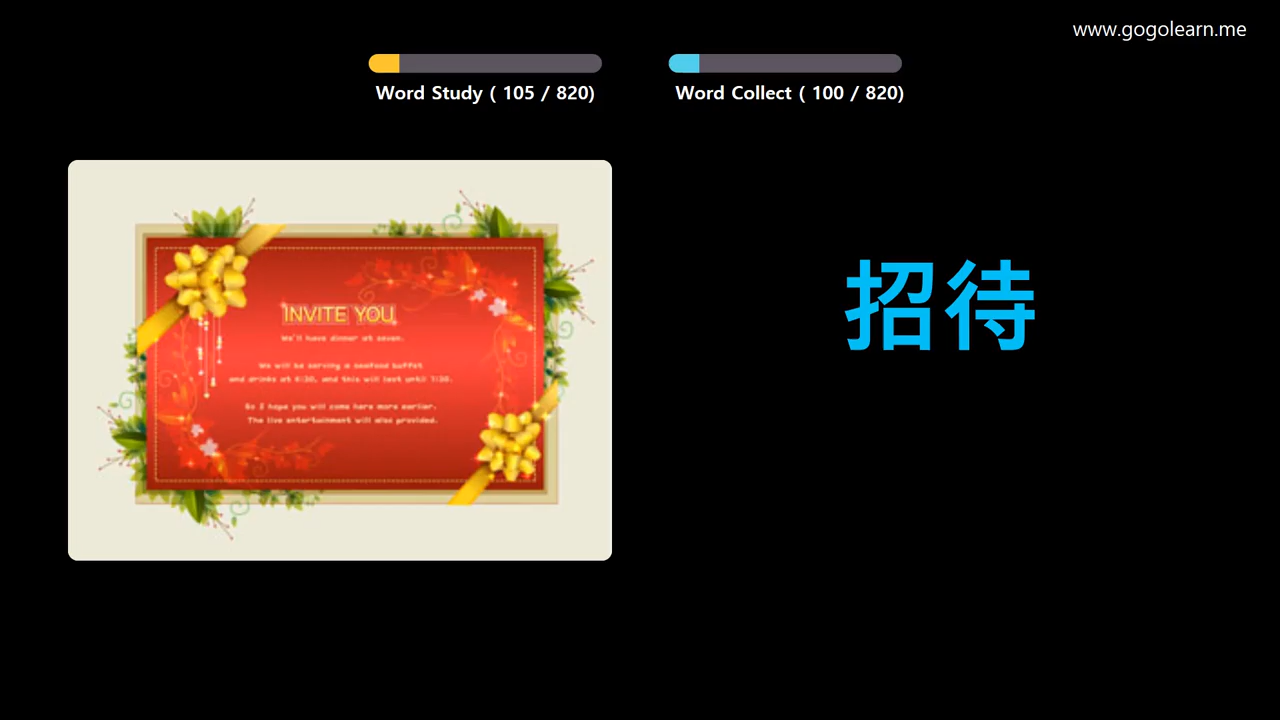 www.gogolearn.me
Word Study ( 105 / 820)
Word Collect ( 100 / 820)
招待
INVITE YOU
We'll have dinner at seven.
We will be serving a seafood buffet
and drinks at 6:30, and this will last until 7:30.
So I hope you will come here more earlier.
The live entertainment will also provided.